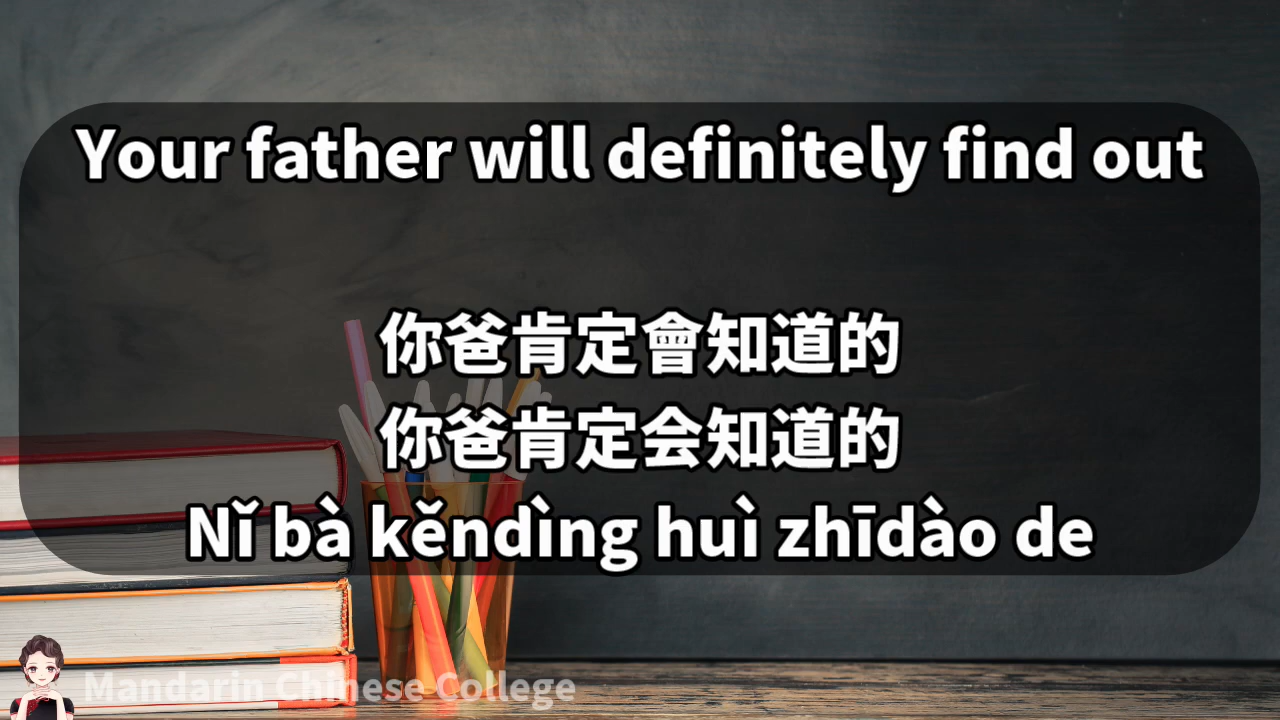 Your father will definitely find out
你爸肯定會知道的
你爸肯定会知道的
Nǐ bà kěndìng huì zhīdào de
Mandarin Chinese College